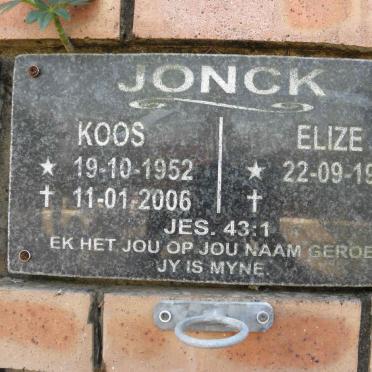 JONCK
KOOS ELIZE
★ 19-10-1952 ★ 22-09-19
✝ 11-01-2006 ✝
JES. 43:1
EK HET JOU OP JOU NAAM GEROE
JY IS MYNE.